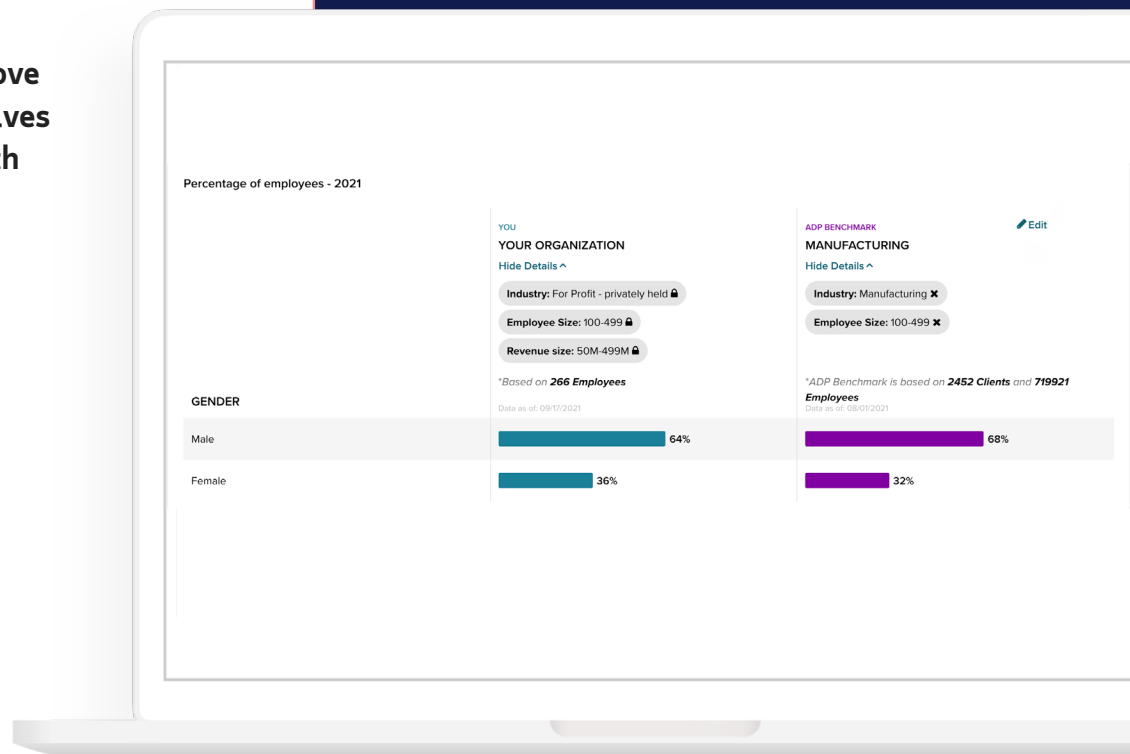 Percentage of employees - 2021
YOU
YOUR ORGANIZATION
Hide Details
Industry: For Profit - privately held
Employee Size: 100-499
Revenue size: 50M-499M
*Based on 266 Employees
Data as of: 09/17/2021
ADP BENCHMARK
Edit
MANUFACTURING
Hide Details
Industry: Manufacturing
Employee Size: 100-499
*ADP Benchmark is based on 2452 Clients and 719921
Employees
Data as of: 08/01/2021
GENDER
Male
64%
68%
Female
36%
32%